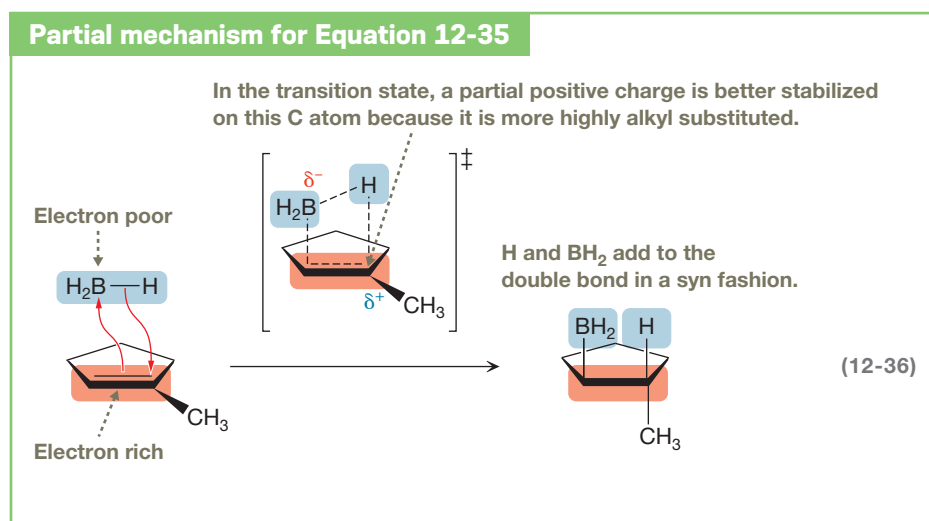 Partial mechanism for Equation 12-35
In the transition state, a partial positive charge is better stabilized
on this C atom because it is more highly alkyl substituted.
‡
δ−
H
H₂B
δ+
CH₃
Electron poor
H₂B—H
CH₃
Electron rich
H and BH₂ add to the
double bond in a syn fashion.
BH₂ H
CH₃
(12-36)